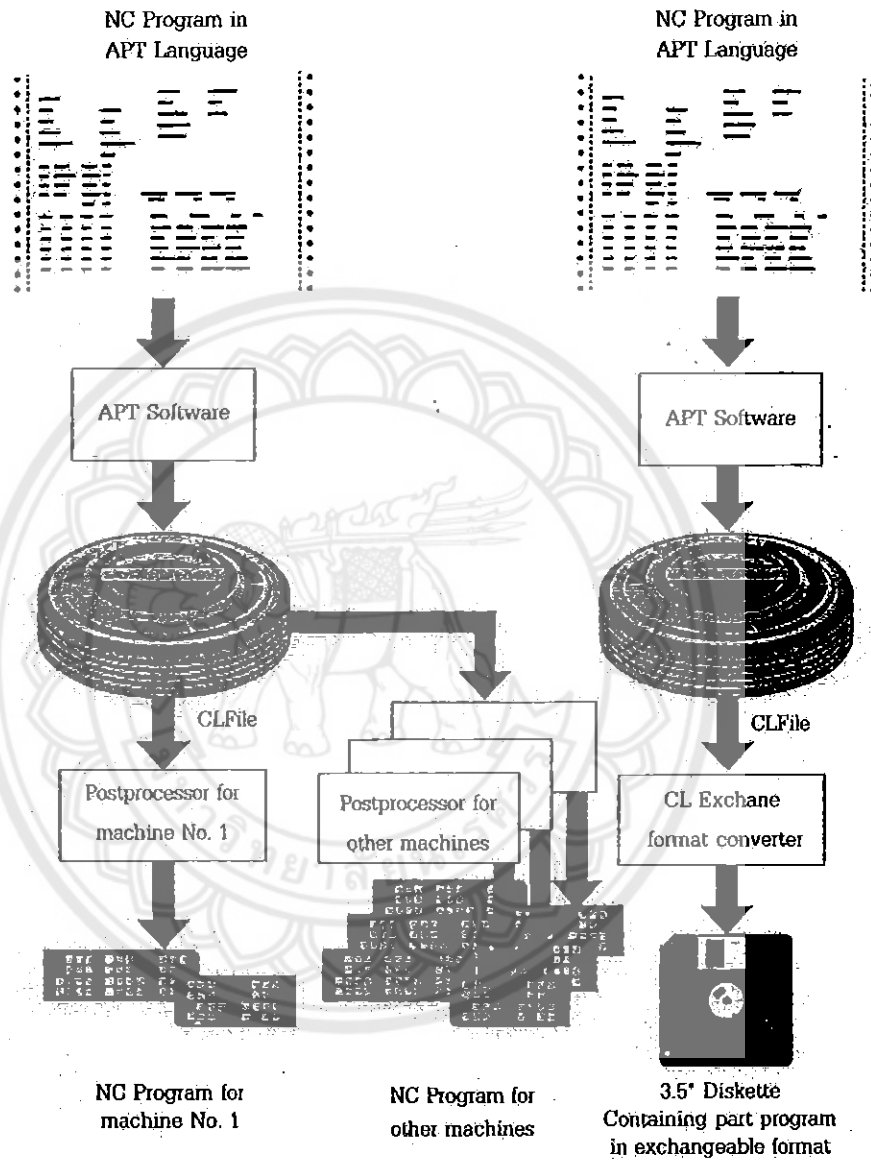 NC Program in
APT Language
NC Program in
APT Language
APT Software
APT Software
CLFile
CLFile
Postprocessor for
machine No. 1
Postprocessor for
other machines
CL Exchane
format converter
NC Program for
machine No. 1
NC Program for
other machines
3.5" Diskette
Containing part program
in exchangeable format